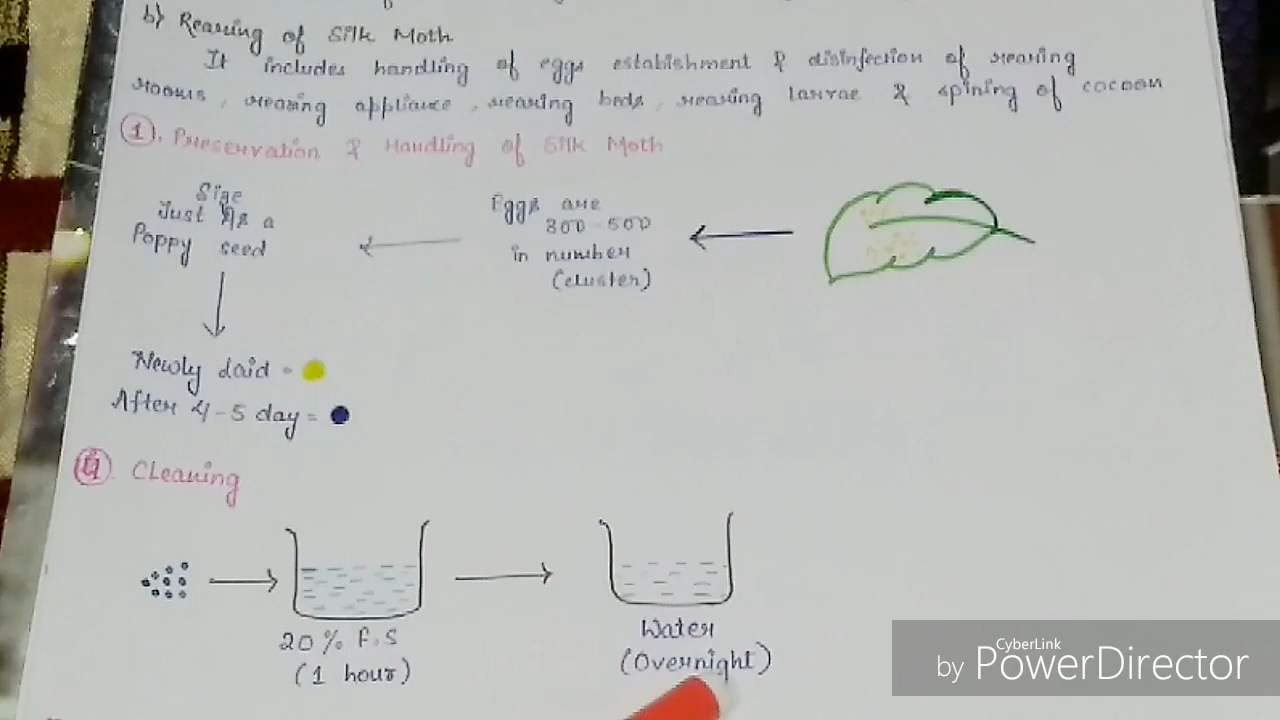 b) Rearing of Silk Moth
It includes handling of eggs establishment & disinfection of rearing
rooms, rearing appliance, rearing beds, rearing larvae & spining of cocoon
1. Preservation & Handling of Silk Moth
Size
Just As a
Poppy seed
Eggs are
300-500
in number
(cluster)
Newly laid =
After 4-5 day =
Cleaning
20% F.S
(1 hour)
Water
(Overnight)
CyberLink
by PowerDirector